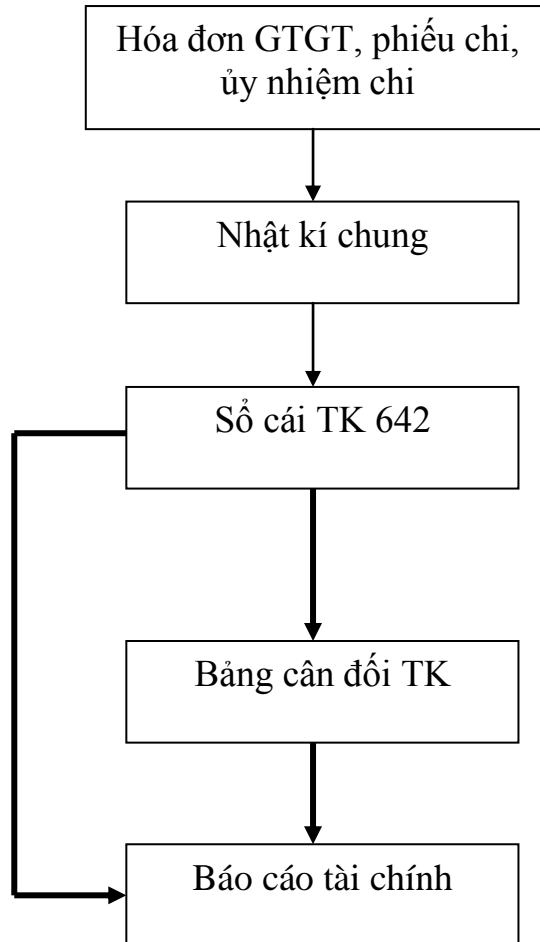 Hóa đơn GTGT, phiếu chi,
ủy nhiệm chi
Nhật kí chung
Sổ cái TK 642
Bảng cân đối TK
Báo cáo tài chính